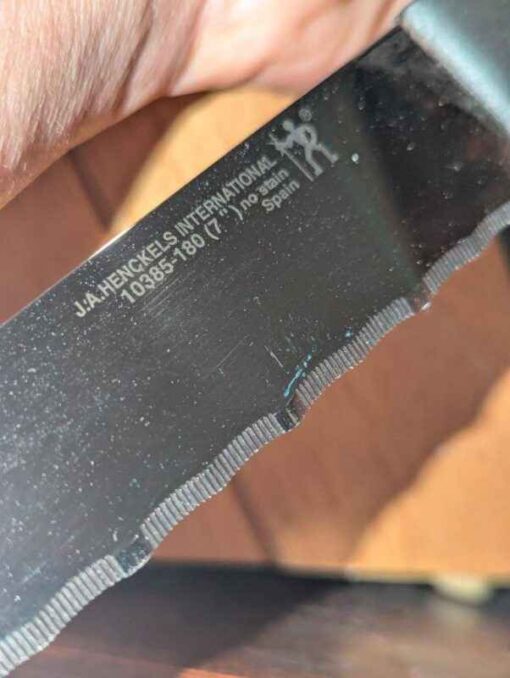 J.A.HENCKELS INTERNATIONAL ®
10385-180 (7") no stain
Spain